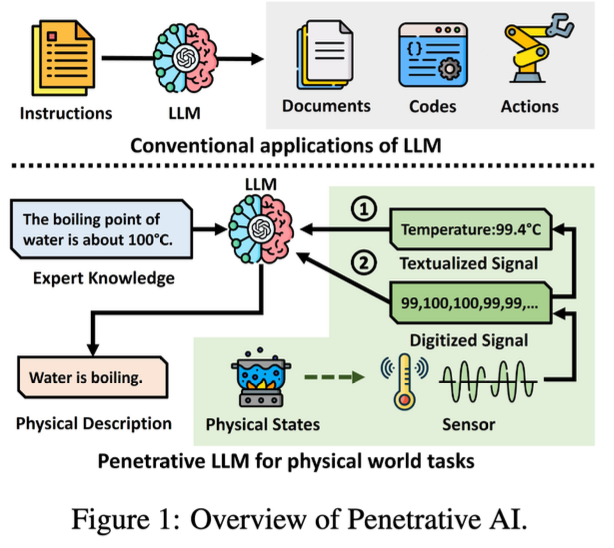 Instructions
LLM
Documents
Codes
Actions
Conventional applications of LLM
LLM
The boiling point of
water is about 100°C.
Expert Knowledge
1
Temperature:99.4°C
Textualized Signal
2
99,100,100,99,99,...
Digitized Signal
Water is boiling.
Physical Description
Physical States
Sensor
Penetrative LLM for physical world tasks
Figure 1: Overview of Penetrative AI.